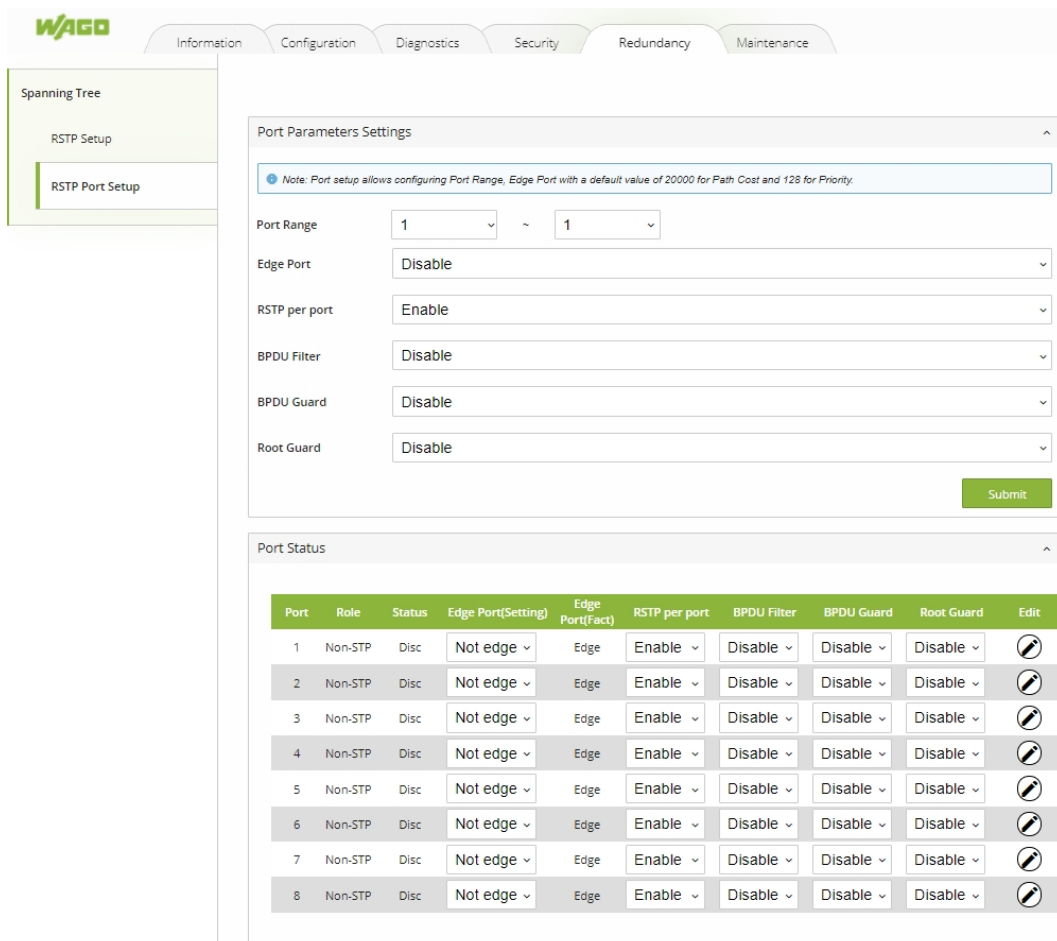 WAGO
Information Configuration Diagnostics Security Redundancy Maintenance
Spanning Tree
RSTP Setup
RSTP Port Setup
Port Parameters Settings
Note: Port setup allows configuring Port Range, Edge Port with a default value of 20000 for Path Cost and 128 for Priority.
Port Range 1 ~ 1
Edge Port Disable
RSTP per port Enable
BPDU Filter Disable
BPDU Guard Disable
Root Guard Disable
Submit
Port Status
Port Role Status Edge Port(Setting) Edge Port(Fact) RSTP per port BPDU Filter BPDU Guard Root Guard Edit
1 Non-STP Disc Not edge Edge Enable Disable Disable Disable
2 Non-STP Disc Not edge Edge Enable Disable Disable Disable
3 Non-STP Disc Not edge Edge Enable Disable Disable Disable
4 Non-STP Disc Not edge Edge Enable Disable Disable Disable
5 Non-STP Disc Not edge Edge Enable Disable Disable Disable
6 Non-STP Disc Not edge Edge Enable Disable Disable Disable
7 Non-STP Disc Not edge Edge Enable Disable Disable Disable
8 Non-STP Disc Not edge Edge Enable Disable Disable Disable